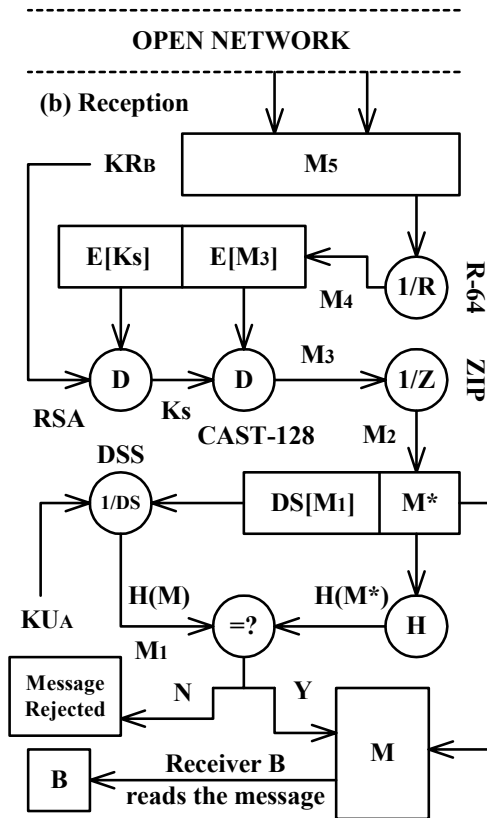 OPEN NETWORK
(b) Reception
KRB
M5
E[Ks] E[M3]
M4
1/R
R-64
D
D
M3
1/Z
ZIP
RSA
Ks
CAST-128
M2
DSS
1/DS
DS[M1] M*
KUA
H(M)
M1
=?
H(M*)
H
Message
Rejected
N
Y
M
B
Receiver B
reads the message